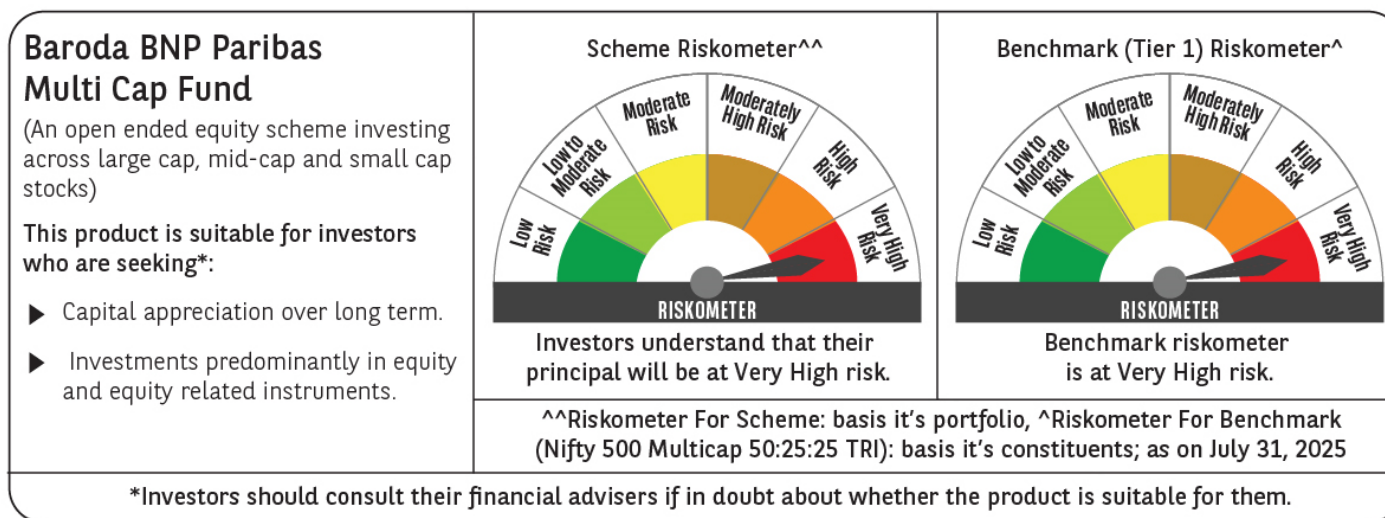 Baroda BNP Paribas
Multi Cap Fund
(An open ended equity scheme investing
across large cap, mid-cap and small cap
stocks)
This product is suitable for investors
who are seeking*:
▶ Capital appreciation over long term.
▶ Investments predominantly in equity
and equity related instruments.
Scheme Riskometer^^
Low
Risk
Low to
Moderate
Risk
Moderate
Risk
Moderately
High Risk
High
Risk
Very High
Risk
RISKOMETER
Investors understand that their
principal will be at Very High risk.
Benchmark (Tier 1) Riskometer^
Low
Risk
Low to
Moderate
Risk
Moderate
Risk
Moderately
High Risk
High
Risk
Very High
Risk
RISKOMETER
Benchmark riskometer
is at Very High risk.
^^Riskometer For Scheme: basis it's portfolio, ^Riskometer For Benchmark
(Nifty 500 Multicap 50:25:25 TRI): basis it's constituents; as on July 31, 2025
*Investors should consult their financial advisers if in doubt about whether the product is suitable for them.